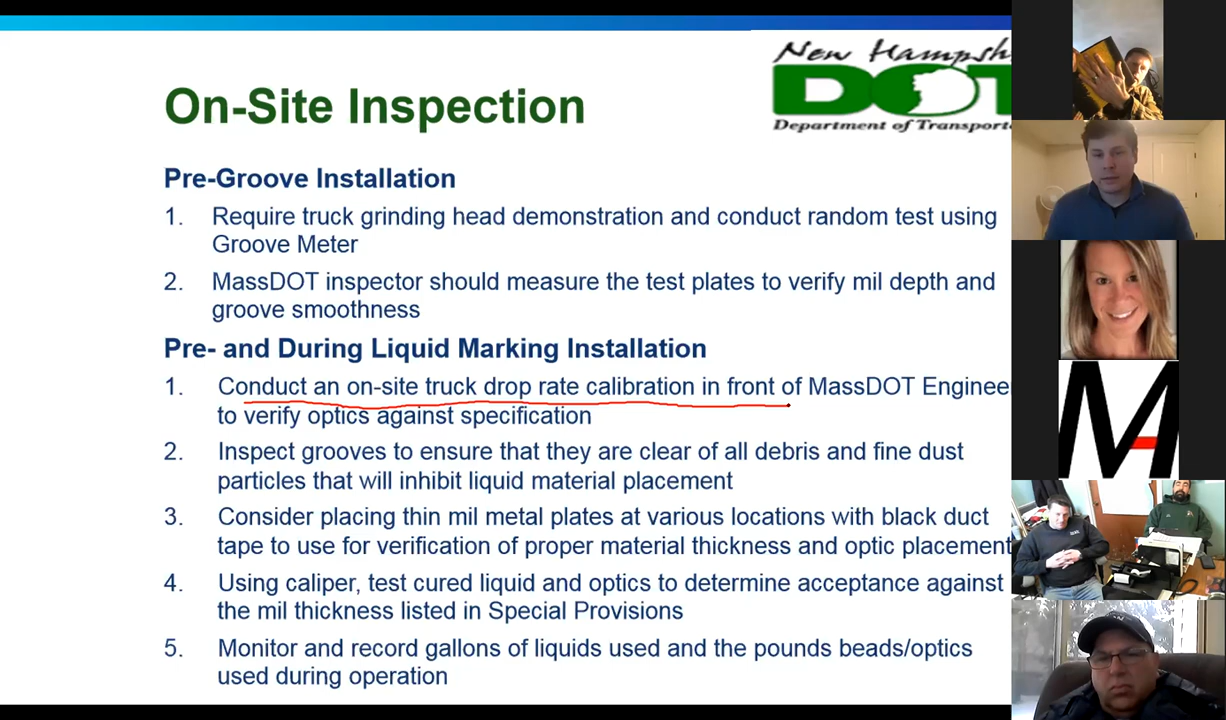 New Hampsh
DOT
Department of Transport
On-Site Inspection
Pre-Groove Installation
1. Require truck grinding head demonstration and conduct random test using
Groove Meter
2. MassDOT inspector should measure the test plates to verify mil depth and
groove smoothness
Pre- and During Liquid Marking Installation
1. Conduct an on-site truck drop rate calibration in front of MassDOT Enginee
to verify optics against specification
2. Inspect grooves to ensure that they are clear of all debris and fine dust
particles that will inhibit liquid material placement
3. Consider placing thin mil metal plates at various locations with black duct
tape to use for verification of proper material thickness and optic placement
4. Using caliper, test cured liquid and optics to determine acceptance against
the mil thickness listed in Special Provisions
5. Monitor and record gallons of liquids used and the pounds beads/optics
used during operation
MA